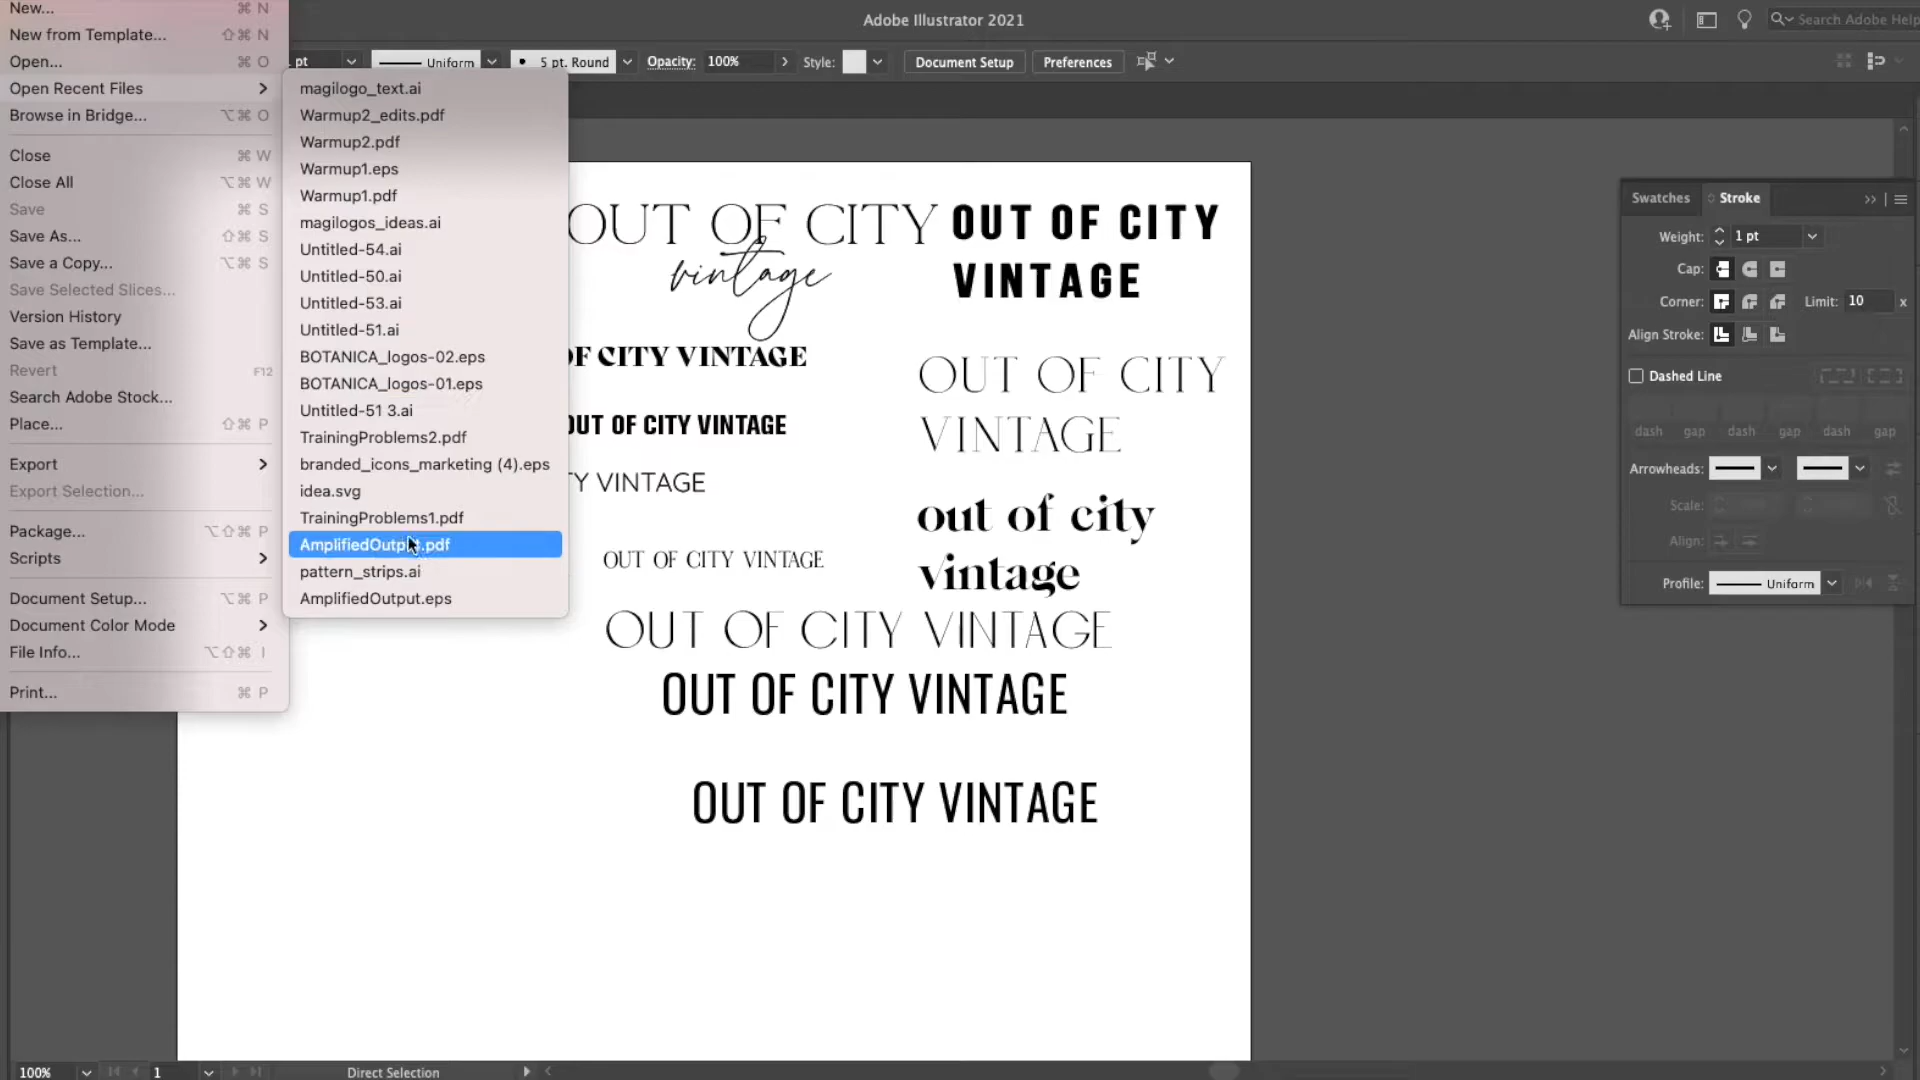 New... ⌘ N
Adobe Illustrator 2021
Search Adobe Help
New from Template... ⇧⌘ N
Open... ⌘ O
pt
Uniform
5 pt. Round
Opacity: 100%
Style:
Document Setup
Preferences
Open Recent Files
Browse in Bridge... ⌥⌘ O
Close ⌘ W
Close All ⌥⌘ W
Save ⌘ S
Save As... ⇧⌘ S
Save a Copy... ⌥⌘ S
Save Selected Slices...
Version History
Save as Template...
Revert F12
Search Adobe Stock...
Place... ⇧⌘ P
Export
Export Selection...
Package... ⌥⇧⌘ P
Scripts
Document Setup... ⌥⌘ P
Document Color Mode
File Info... ⌥⇧⌘ I
Print... ⌘ P
magilogo_text.ai
Warmup2_edits.pdf
Warmup2.pdf
Warmup1.eps
Warmup1.pdf
magilogos_ideas.ai
Untitled-54.ai
Untitled-50.ai
Untitled-53.ai
Untitled-51.ai
BOTANICA_logos-02.eps
BOTANICA_logos-01.eps
Untitled-51 3.ai
TrainingProblems2.pdf
branded_icons_marketing (4).eps
idea.svg
TrainingProblems1.pdf
AmplifiedOutput.pdf
pattern_strips.ai
AmplifiedOutput.eps
OUT OF CITY
vintage
OUT OF CITY
VINTAGE
OF CITY VINTAGE
OUT OF CITY VINTAGE
TY VINTAGE
OUT OF CITY VINTAGE
OUT OF CITY
VINTAGE
out of city
vintage
OUT OF CITY VINTAGE
OUT OF CITY VINTAGE
OUT OF CITY VINTAGE
Swatches
Stroke
Weight: 1 pt
Cap:
Corner:
Limit: 10 x
Align Stroke:
Dashed Line
dash gap dash gap dash gap
Arrowheads:
Scale:
Align:
Profile: Uniform
100%
1
Direct Selection